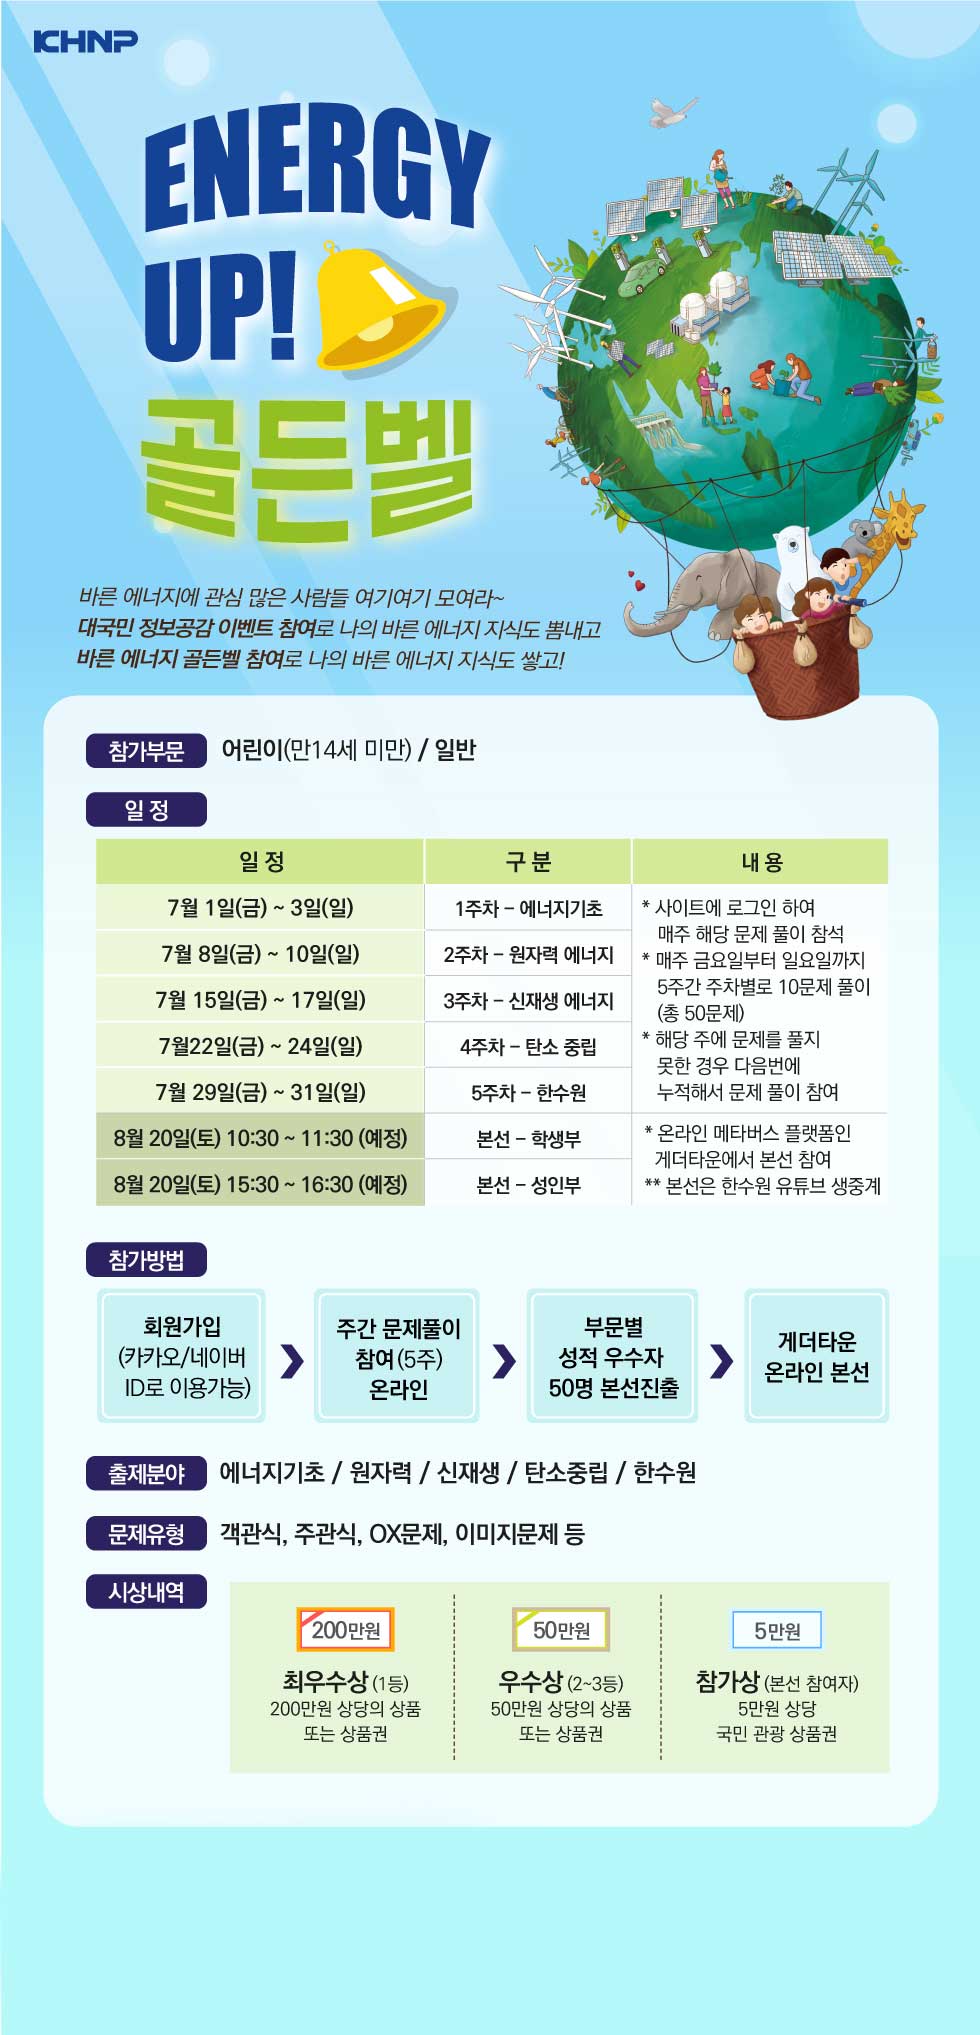 KHNP
ENERGY
UP!
골든벨
바른 에너지에 관심 많은 사람들 여기여기 모여라~
대국민 정보공감 이벤트 참여로 나의 바른 에너지 지식도 뽐내고
바른 에너지 골든벨 참여로 나의 바른 에너지 지식도 쌓고!
참가부문 어린이(만14세 미만) / 일반
일 정
일 정 구 분 내 용
7월 1일(금) ~ 3일(일) 1주차 – 에너지기초
7월 8일(금) ~ 10일(일) 2주차 – 원자력 에너지
7월 15일(금) ~ 17일(일) 3주차 – 신재생 에너지
7월22일(금) ~ 24일(일) 4주차 – 탄소 중립
7월 29일(금) ~ 31일(일) 5주차 – 한수원
* 사이트에 로그인 하여
매주 해당 문제 풀이 참석
* 매주 금요일부터 일요일까지
5주간 주차별로 10문제 풀이
(총 50문제)
* 해당 주에 문제를 풀지
못한 경우 다음번에
누적해서 문제 풀이 참여
8월 20일(토) 10:30 ~ 11:30 (예정) 본선 – 학생부
8월 20일(토) 15:30 ~ 16:30 (예정) 본선 – 성인부
* 온라인 메타버스 플랫폼인
게더타운에서 본선 참여
** 본선은 한수원 유튜브 생중계
참가방법
회원가입
(카카오/네이버
ID로 이용가능)
주간 문제풀이
참여(5주)
온라인
부문별
성적 우수자
50명 본선진출
게더타운
온라인 본선
출제분야 에너지기초 / 원자력 / 신재생 / 탄소중립 / 한수원
문제유형 객관식, 주관식, OX문제, 이미지문제 등
시상내역
200만원
최우수상 (1등)
200만원 상당의 상품
또는 상품권
50만원
우수상 (2~3등)
50만원 상당의 상품
또는 상품권
5만원
참가상 (본선 참여자)
5만원 상당
국민 관광 상품권